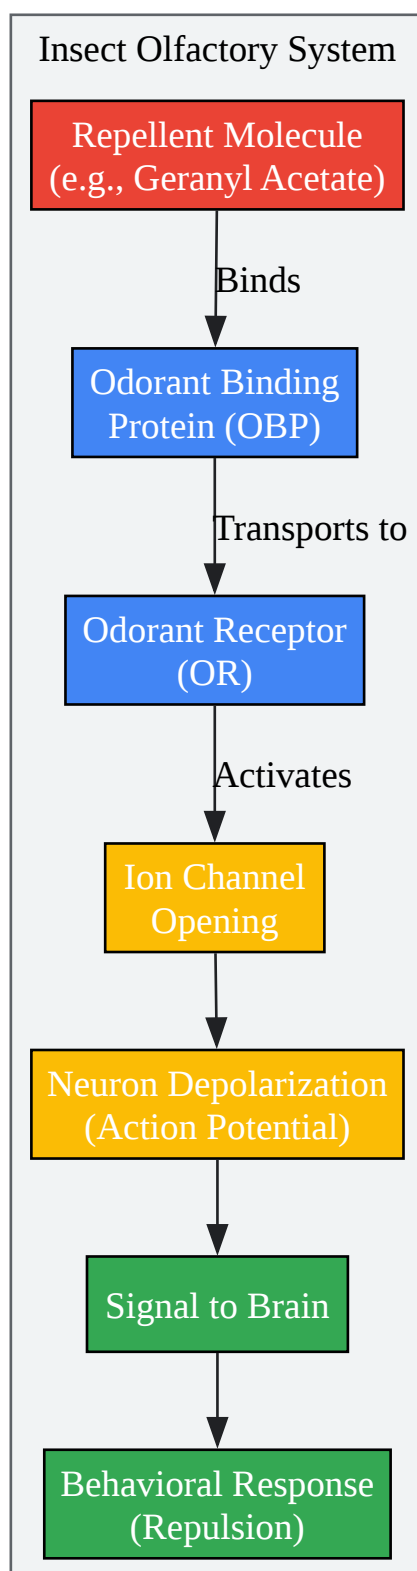 Insect Olfactory System
Repellent Molecule
(e.g., Geranyl Acetate)
Binds
Odorant Binding
Protein (OBP)
Transports to
Odorant Receptor
(OR)
Activates
Ion Channel
Opening
Neuron Depolarization
(Action Potential)
Signal to Brain
Behavioral Response
(Repulsion)